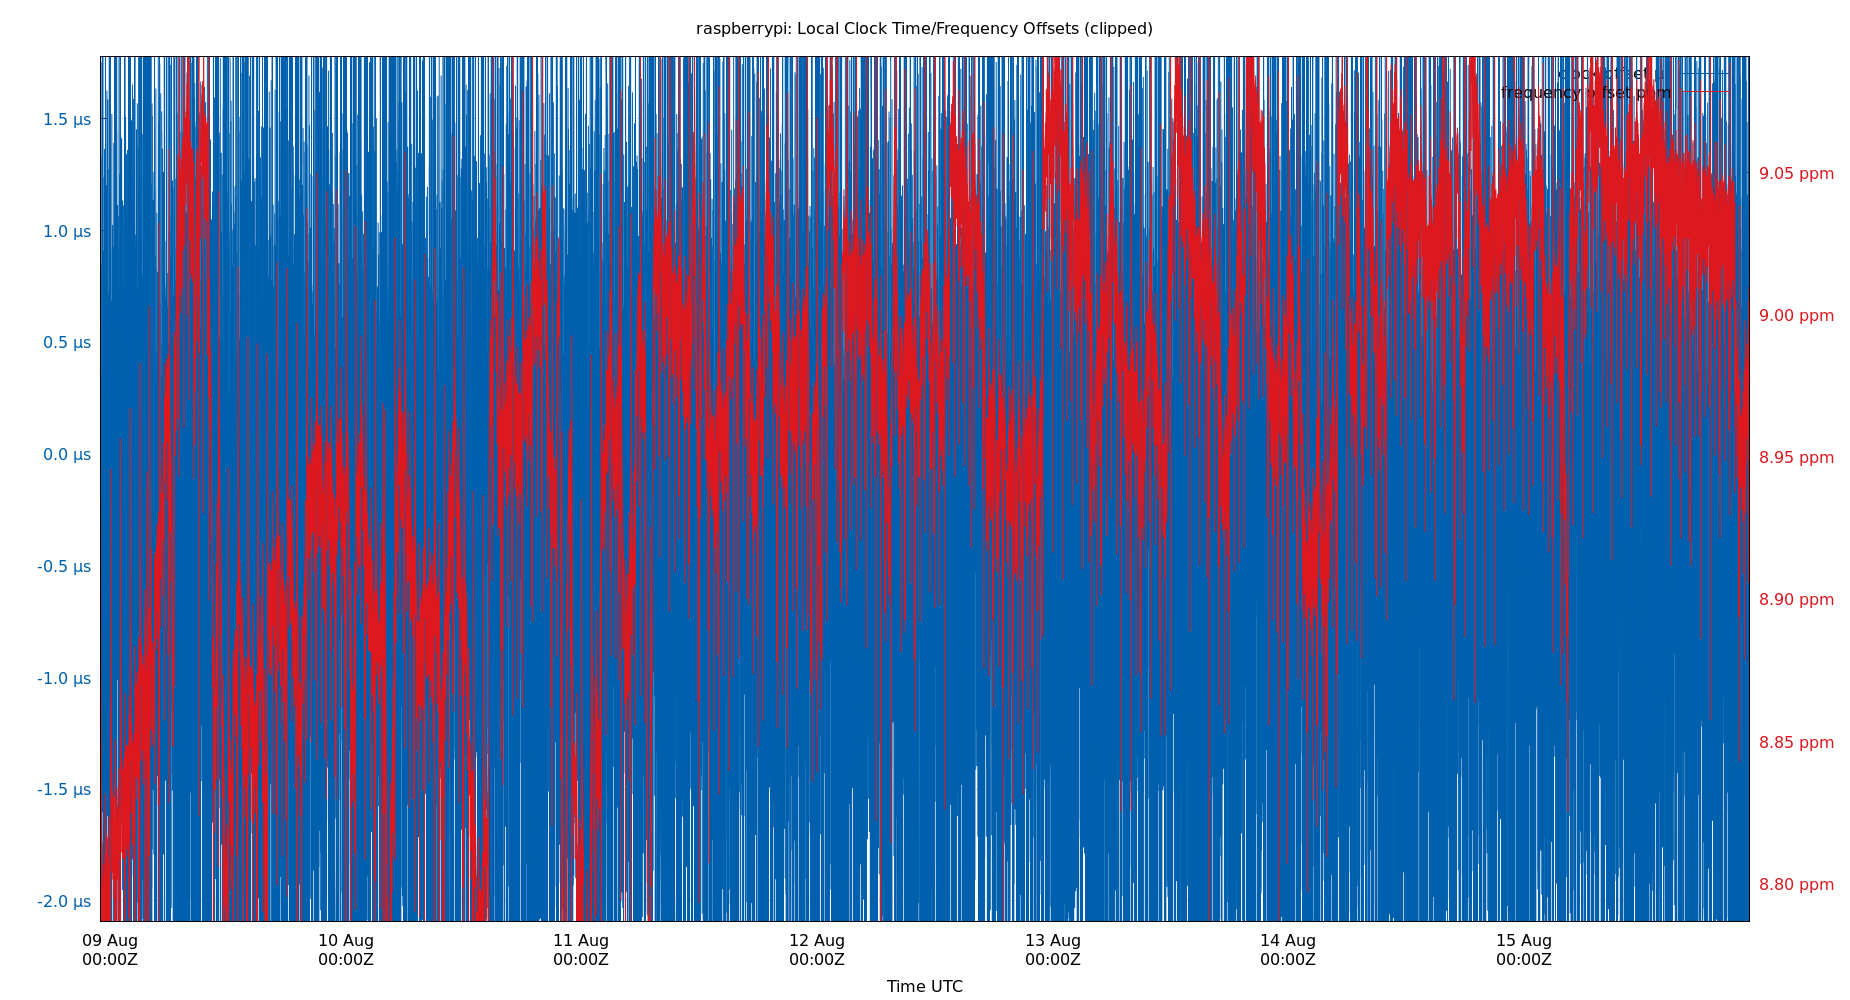 raspberrypi: Local Clock Time/Frequency Offsets (clipped)
frequency offset ppm
1.5 μs
1.0 μs
0.5 μs
0.0 μs
-0.5 μs
-1.0 μs
-1.5 μs
-2.0 μs
9.05 ppm
9.00 ppm
8.95 ppm
8.90 ppm
8.85 ppm
8.80 ppm
09 Aug 10 Aug 11 Aug 12 Aug 13 Aug 14 Aug 15 Aug
00:00Z 00:00Z 00:00Z 00:00Z 00:00Z 00:00Z 00:00Z
Time UTC